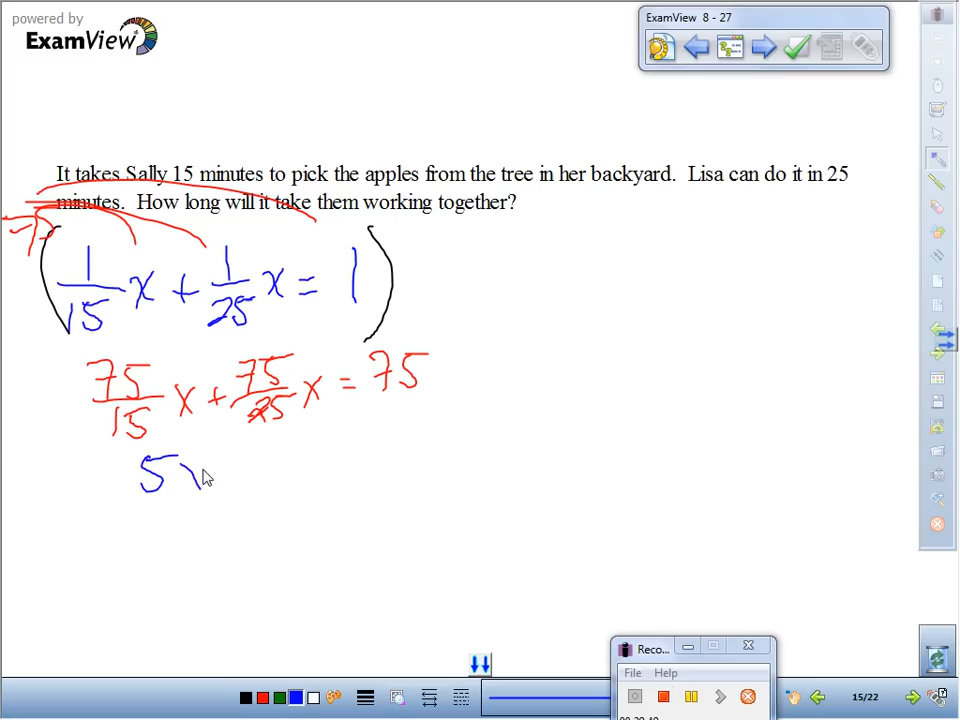 powered by
ExamView
ExamView 8 - 27
It takes Sally 15 minutes to pick the apples from the tree in her backyard. Lisa can do it in 25
minutes. How long will it take them working together?
(1/15 x + 1/25 x = 1)
75/15 x + 75/25 x = 75
5
Reco...
File Help
15/22